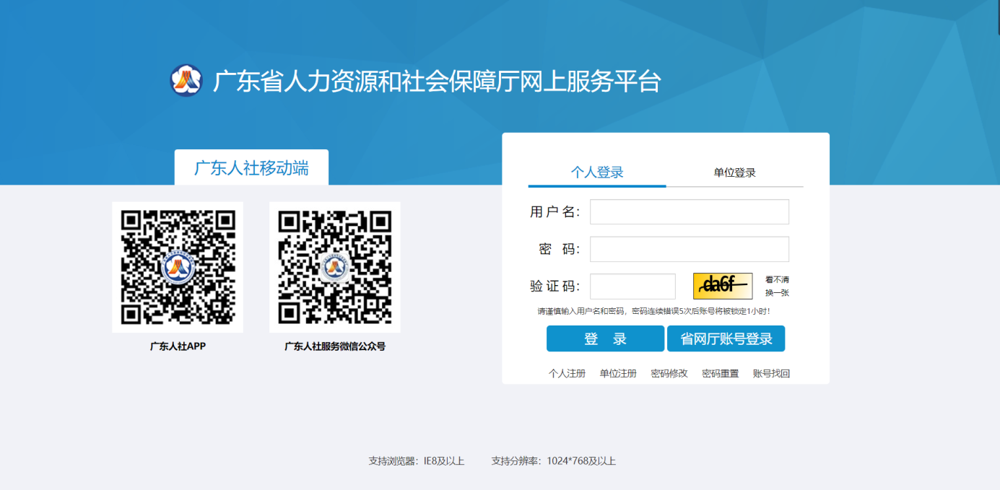 广东省人力资源和社会保障厅网上服务平台
广东人社移动端
广东人社APP
广东人社服务微信公众号
个人登录 单位登录
用户名：
密 码：
验证码： da6f 看不清
换一张
请谨慎输入用户名和密码，密码连续错误5次后账号将被锁定1小时！
登 录 省网厅账号登录
个人注册 单位注册 密码修改 密码重置 账号找回
支持浏览器：IE8及以上 支持分辨率：1024*768及以上